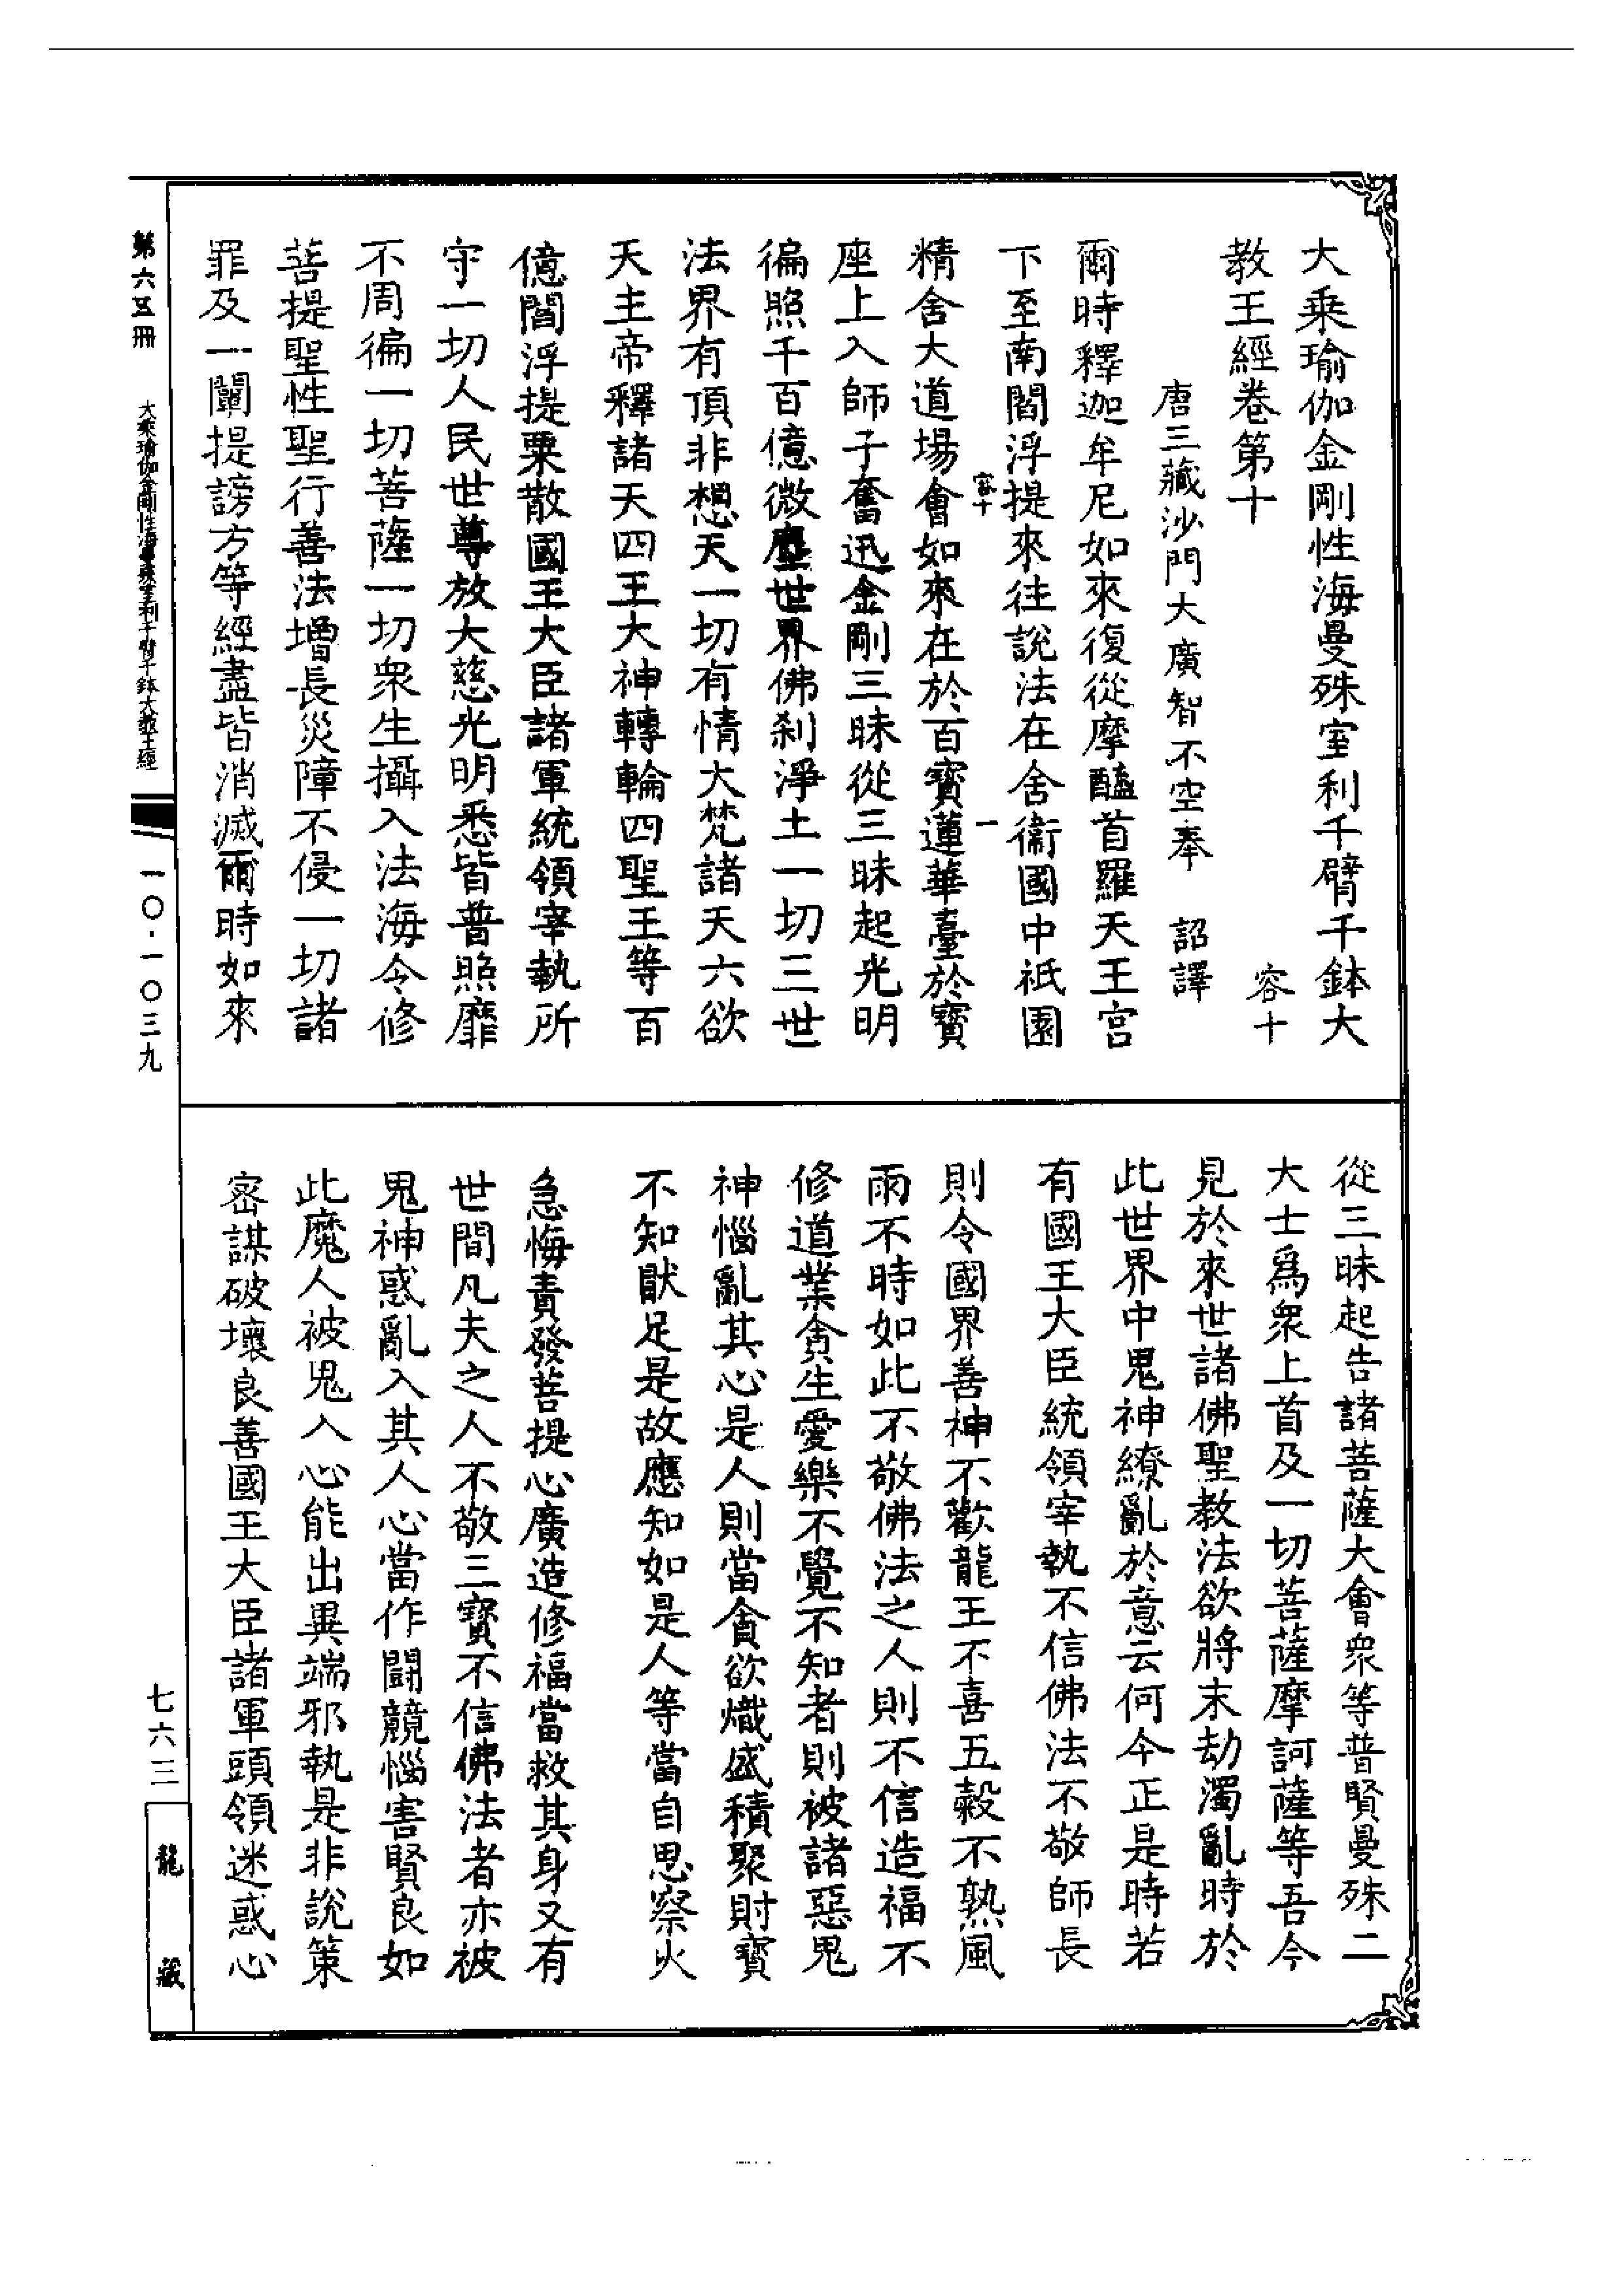 大乘瑜伽金剛性海曼殊室利千臂千鉢大
教王經卷第十
容十
唐三藏沙門大廣智不空奉 詔譯
爾時釋迦牟尼如來復從摩醯首羅天王宮
下至南閻浮提來往說法在舍衞國中祇園
容十 一
精舍大道場會如來在於百寶蓮華臺於寶
座上入師子奮迅金剛三昧從三昧起光明
徧照千百億微塵世界佛剎淨土一切三世
法界有頂非想天一切有情大梵諸天六欲
天主帝釋諸天四王大神轉輪四聖王等百
億閻浮提粟散國王大臣諸軍統領宰執所
守一切人民世尊放大慈光明悉皆普照靡
不周徧一切菩薩一切衆生攝入法海令修
菩提聖性聖行善法增長災障不侵一切諸
罪及一闡提謗方等經盡皆消滅爾時如來
從三昧起告諸菩薩大會衆等普賢曼殊二
大士爲衆上首及一切菩薩摩訶薩等吾今
見於來世諸佛聖教法欲將末劫濁亂時於
此世界中鬼神繚亂於意云何今正是時若
有國王大臣統領宰執不信佛法不敬師長
則令國界善神不歡龍王不喜五穀不熟風
雨不時如此不敬佛法之人則不信造福不
修道業貪生愛樂不覺不知者則被諸惡鬼
神惱亂其心是人則當貪欲熾盛積聚財寶
不知猒足是故應知如是人等當自思察火
急悔責發菩提心廣造修福當救其身又有
世間凡夫之人不敬三寶不信佛法者亦被
鬼神惑亂入其人心當作鬪競惱害賢良如
此魔人被鬼入心能出異端邪執是非說策
密謀破壞良善國王大臣諸軍頭領迷惑心
第六五冊
大乘瑜伽金剛性海曼殊室利千臂千鉢大教王經
一〇·一〇三九
七六三
龍藏